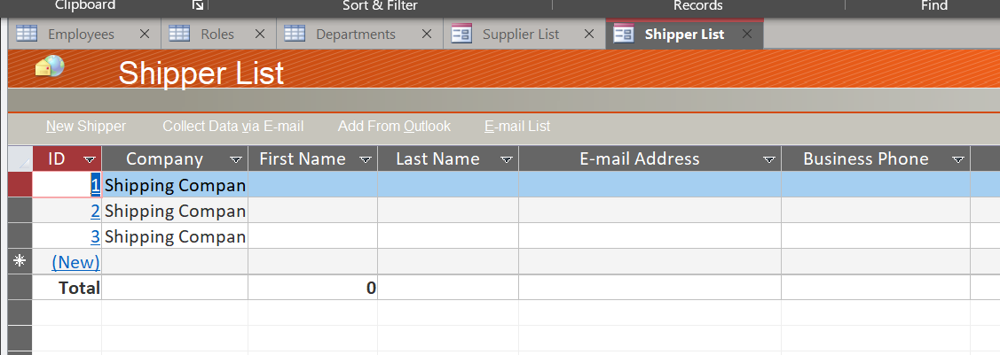 Clipboard Sort & Filter Records Find
Employees Roles Departments Supplier List Shipper List
Shipper List
New Shipper Collect Data via E-mail Add From Outlook E-mail List
ID Company First Name Last Name E-mail Address Business Phone
1 Shipping Compan
2 Shipping Compan
3 Shipping Compan
(New)
Total 0